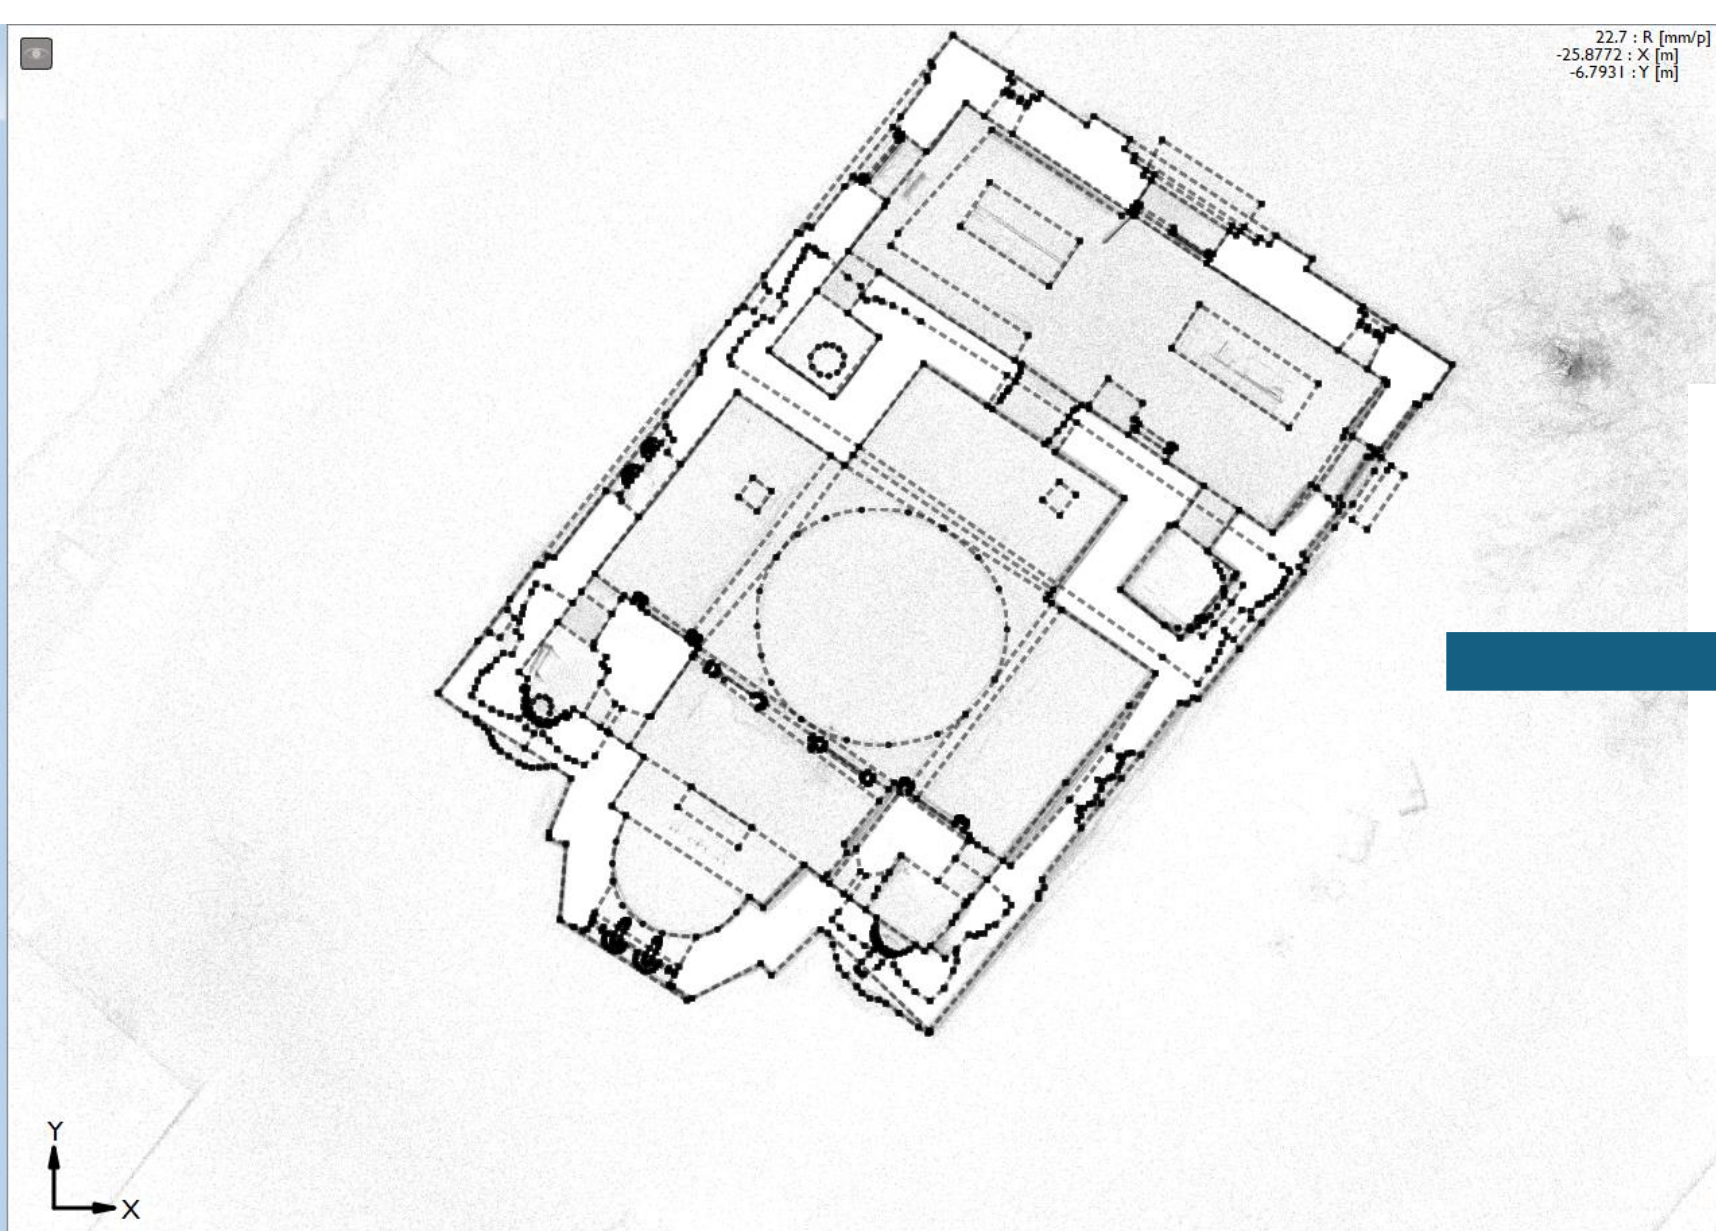 22.7 : R [mm/p]
-25.8772 : X [m]
-6.7931 : Y [m]
Y
X